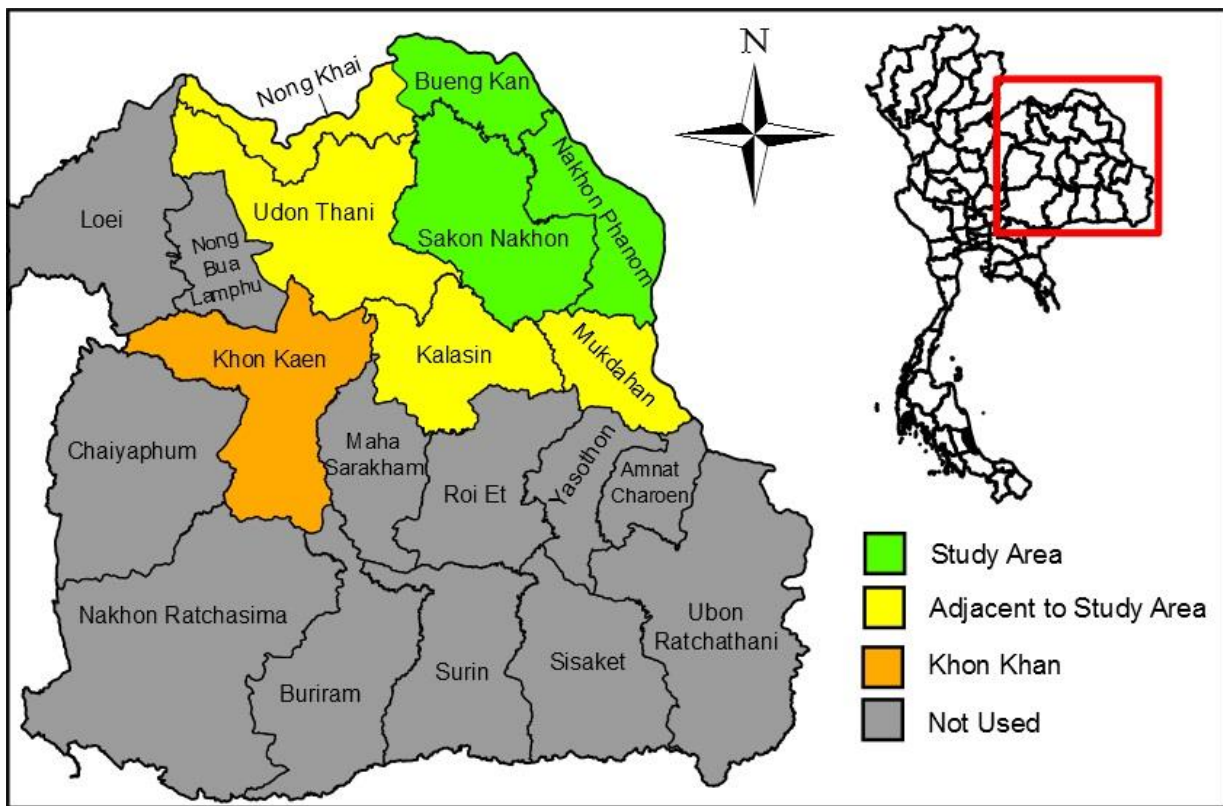 N
Nong Khai
Bueng Kan
Nakhon Phanom
Loei
Udon Thani
Sakon Nakhon
Nong
Bua
Lamphu
Khon Kaen
Kalasin
Mukdahan
Chaiyaphum
Maha
Sarakham
Roi Et
Yasothon
Amnat
Charoen
Nakhon Ratchasima
Buriram
Surin
Sisaket
Ubon
Ratchathani
Study Area
Adjacent to Study Area
Khon Khan
Not Used